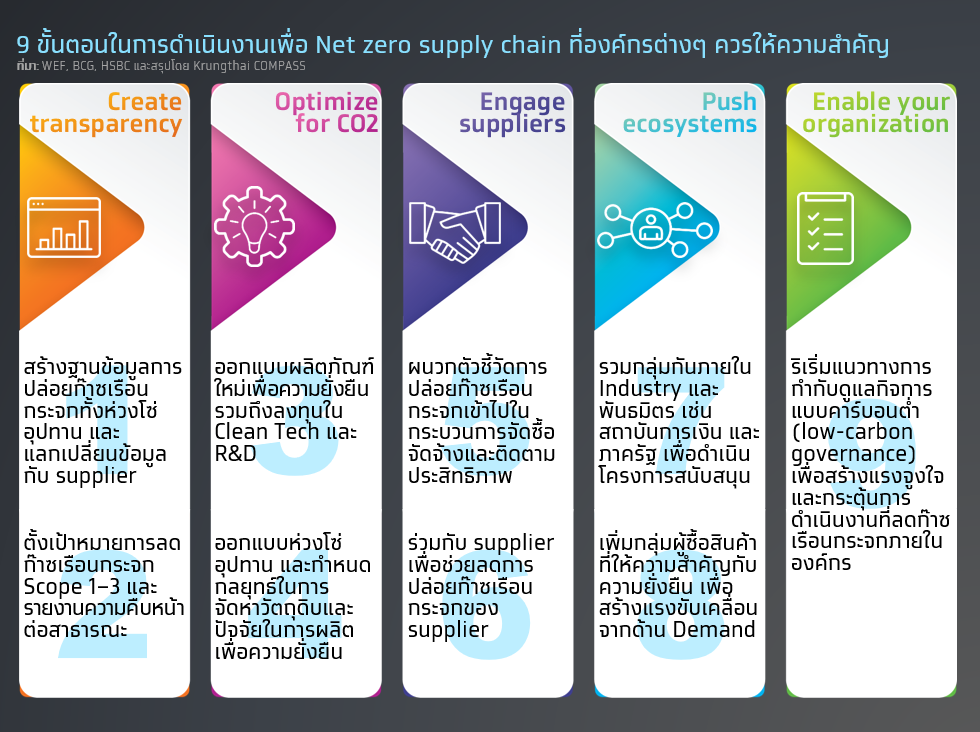 9 ขั้นตอนในการดำเนินงานเพื่อ Net zero supply chain ที่องค์กรต่างๆ ควรให้ความสำคัญ
ที่มา: WEF, BCG, HSBC และสรุปโดย Krungthai COMPASS
Create
transparency
สร้างฐานข้อมูลการ
ปล่อยก๊าซเรือน
กระจกทั้งห่วงโซ่
อุปทาน และ
แลกเปลี่ยนข้อมูล
กับ supplier
1
ตั้งเป้าหมายการลด
ก๊าซเรือนกระจก
Scope 1–3 และ
รายงานความคืบหน้า
ต่อสาธารณะ
2
Optimize
for CO2
ออกแบบผลิตภัณฑ์
ใหม่เพื่อความยั่งยืน
รวมถึงลงทุนใน
Clean Tech และ
R&D
3
ออกแบบห่วงโซ่
อุปทาน และกำหนด
กลยุทธ์ในการ
จัดหาวัตถุดิบและ
ปัจจัยในการผลิต
เพื่อความยั่งยืน
4
Engage
suppliers
ผนวกตัวชี้วัดการ
ปล่อยก๊าซเรือน
กระจกเข้าไปใน
กระบวนการจัดซื้อ
จัดจ้างและติดตาม
ประสิทธิภาพ
5
ร่วมกับ supplier
เพื่อช่วยลดการ
ปล่อยก๊าซเรือน
กระจกของ
supplier
6
Push
ecosystems
รวมกลุ่มกันภายใน
Industry และ
พันธมิตร เช่น
สถาบันการเงิน และ
ภาครัฐ เพื่อดำเนิน
โครงการสนับสนุน
7
เพิ่มกลุ่มผู้ซื้อสินค้า
ที่ให้ความสำคัญกับ
ความยั่งยืน เพื่อ
สร้างแรงขับเคลื่อน
จากด้าน Demand
8
Enable your
organization
ริเริ่มแนวทางการ
กำกับดูแลกิจการ
แบบคาร์บอนต่ำ
(low-carbon
governance)
เพื่อสร้างแรงจูงใจ
และกระตุ้นการ
ดำเนินงานที่ลดก๊าซ
เรือนกระจกภายใน
องค์กร
9